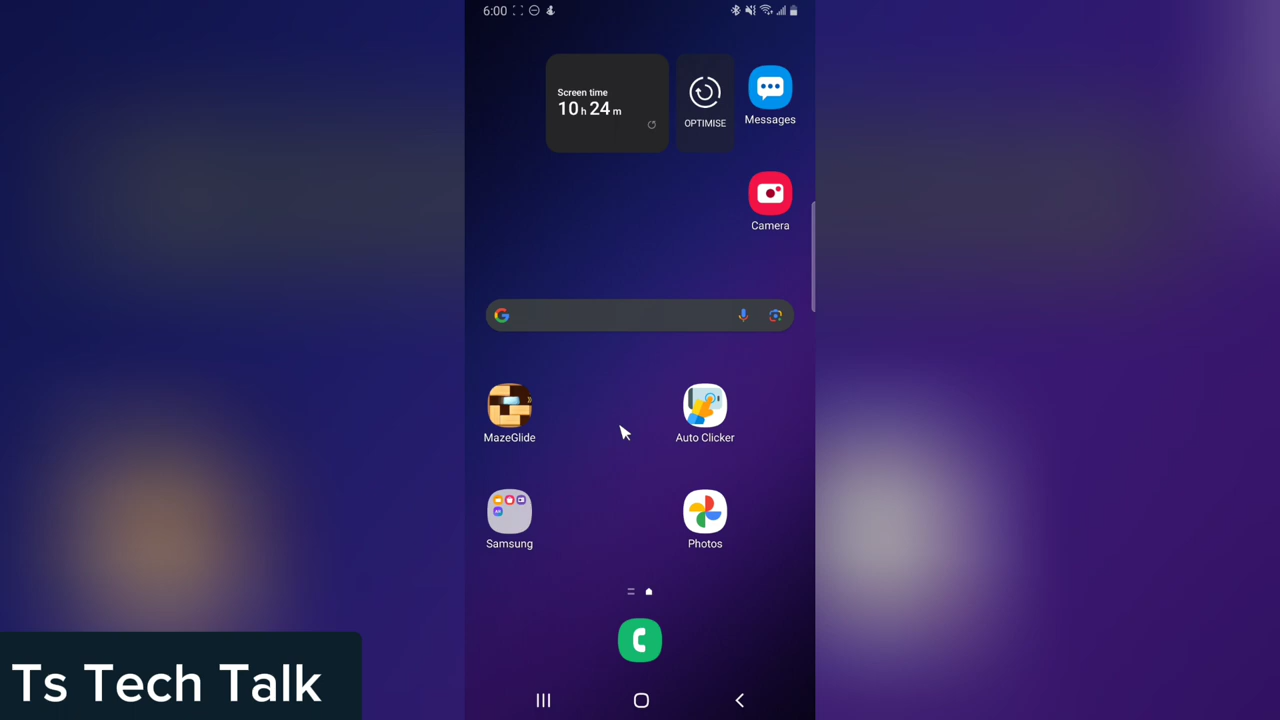 6:00
Screen time
10 h 24 m
OPTIMISE
Messages
Camera
MazeGlide
Auto Clicker
Samsung
Photos
Ts Tech Talk